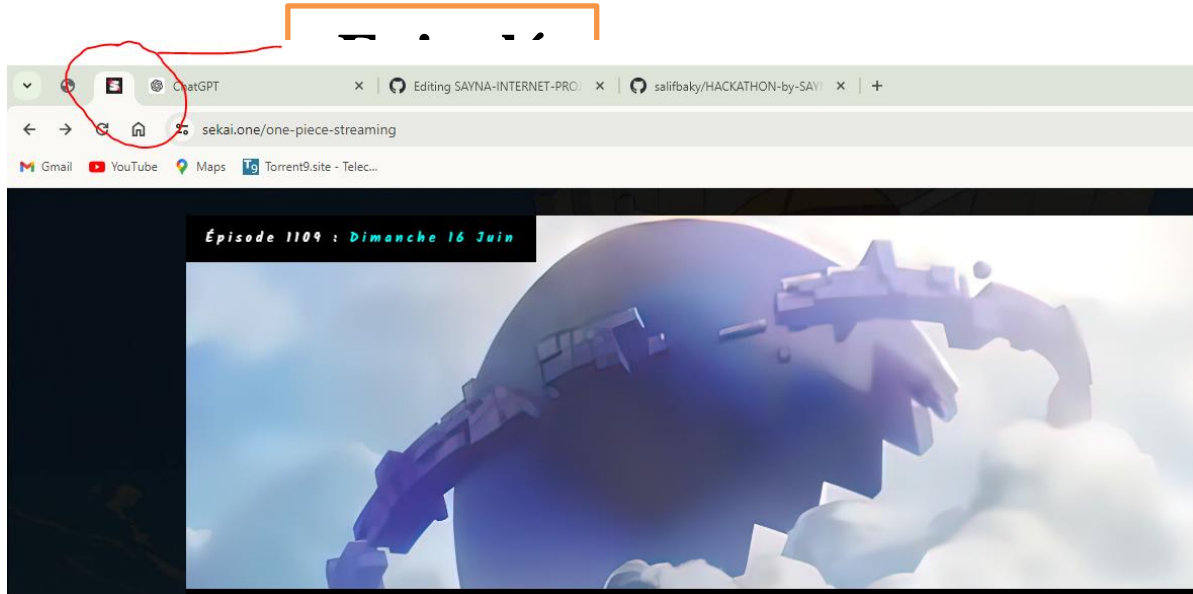 ChatGPT
Editing SAYNA-INTERNET-PRO
salifbaky/HACKATHON-by-SAY
sekai.one/one-piece-streaming
Gmail
YouTube
Maps
Torrent9.site - Telec...
Épisode 1109 : Dimanche 16 Juin